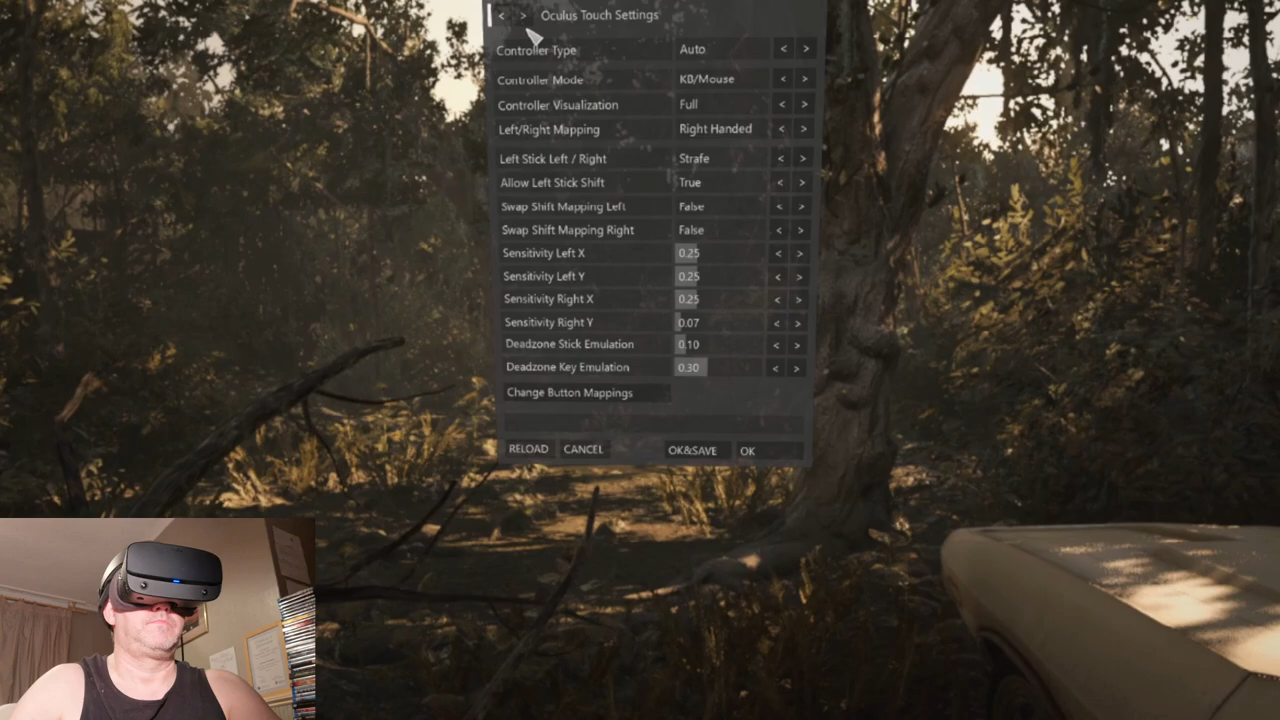 < > Oculus Touch Settings
Controller Type Auto < >
Controller Mode KB/Mouse < >
Controller Visualization Full < >
Left/Right Mapping Right Handed < >
Left Stick Left / Right Strafe < >
Allow Left Stick Shift True < >
Swap Shift Mapping Left False < >
Swap Shift Mapping Right False < >
Sensitivity Left X 0.25 < >
Sensitivity Left Y 0.25 < >
Sensitivity Right X 0.25 < >
Sensitivity Right Y 0.07 < >
Deadzone Stick Emulation 0.10 < >
Deadzone Key Emulation 0.30 < >
Change Button Mappings
RELOAD CANCEL OK&SAVE OK